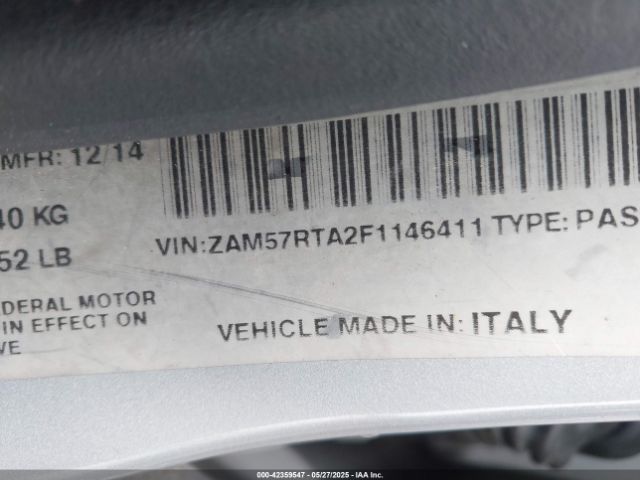 MFR: 12/14
40 KG
VIN:ZAM57RTA2F1146411 TYPE: PAS
52 LB
DERAL MOTOR
IN EFFECT ON
VE
VEHICLE MADE IN: ITALY
00-42359547 • 05/27/2025 • IAA Inc.